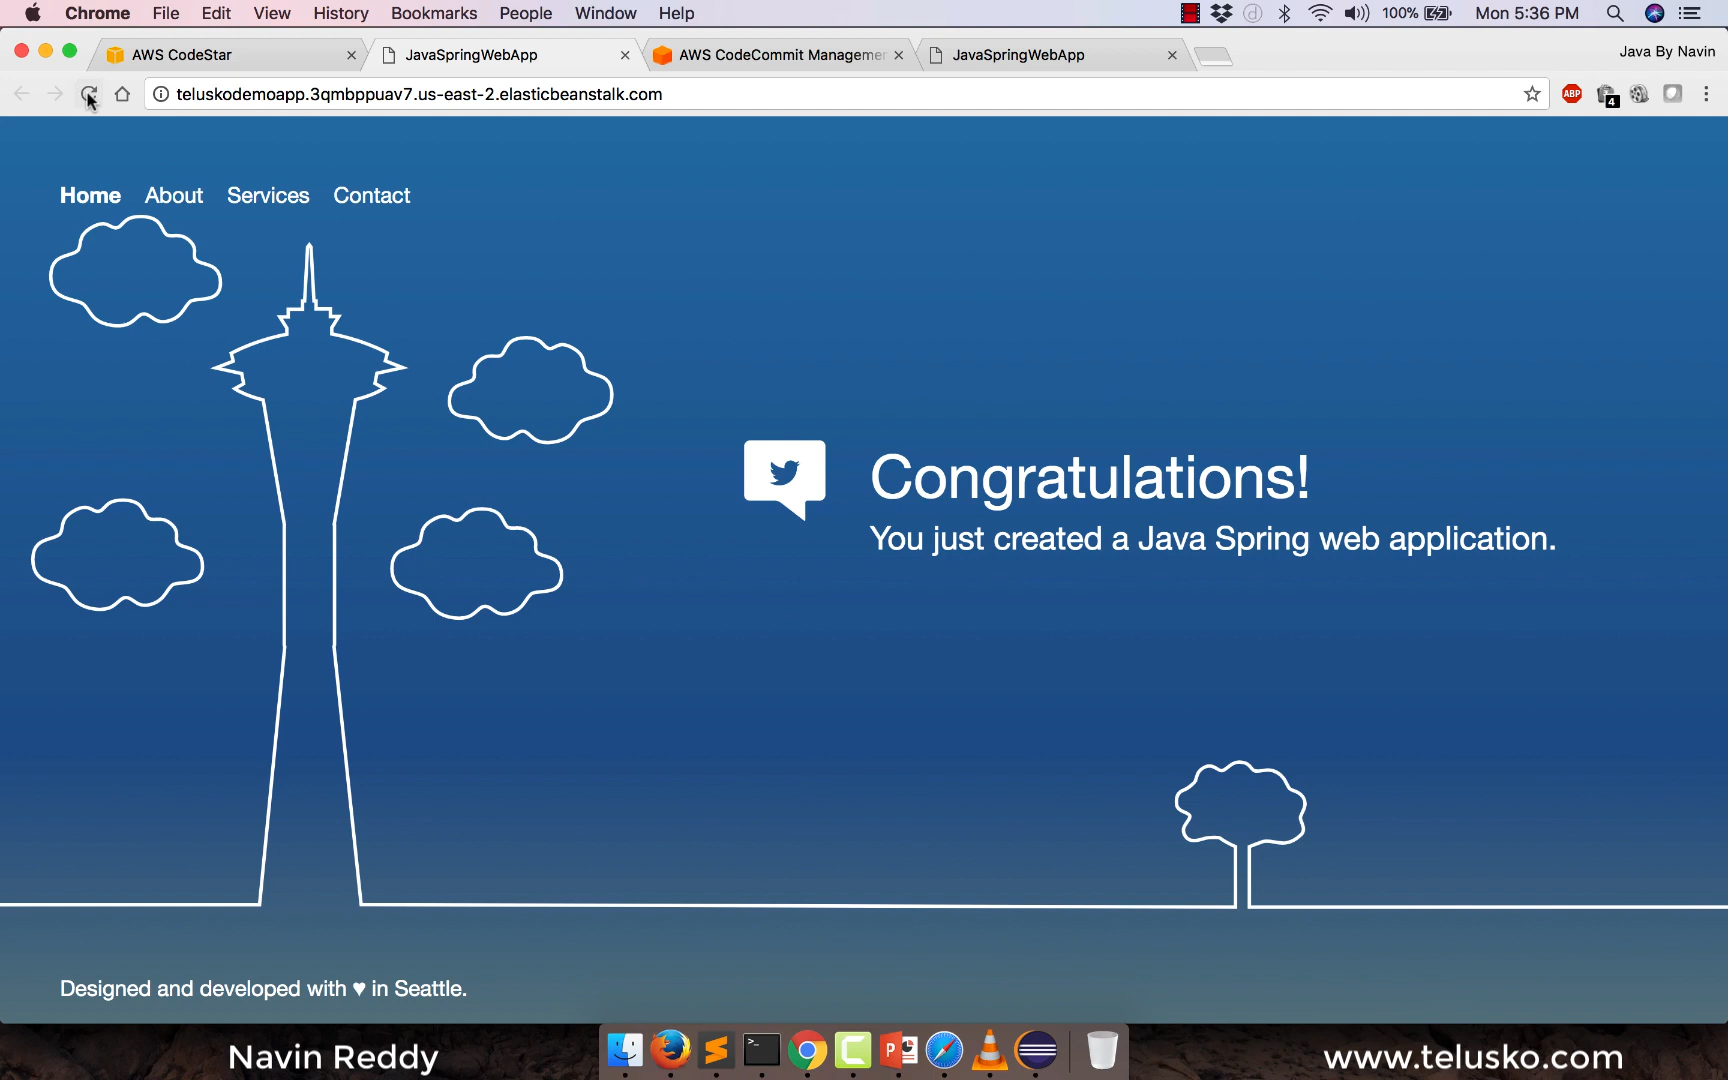 Chrome File Edit View History Bookmarks People Window Help 100% Mon 5:36 PM
AWS CodeStar JavaSpringWebApp AWS CodeCommit Manageme JavaSpringWebApp Java By Navin
teluskodemoapp.3qmbppuav7.us-east-2.elasticbeanstalk.com ABP 4
Home About Services Contact
Congratulations!
You just created a Java Spring web application.
Designed and developed with ♥ in Seattle.
Navin Reddy
www.telusko.com